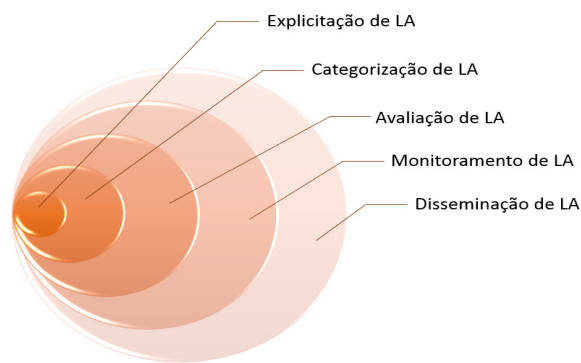 Explicitação de LA
Categorização de LA
Avaliação de LA
Monitoramento de LA
Disseminação de LA